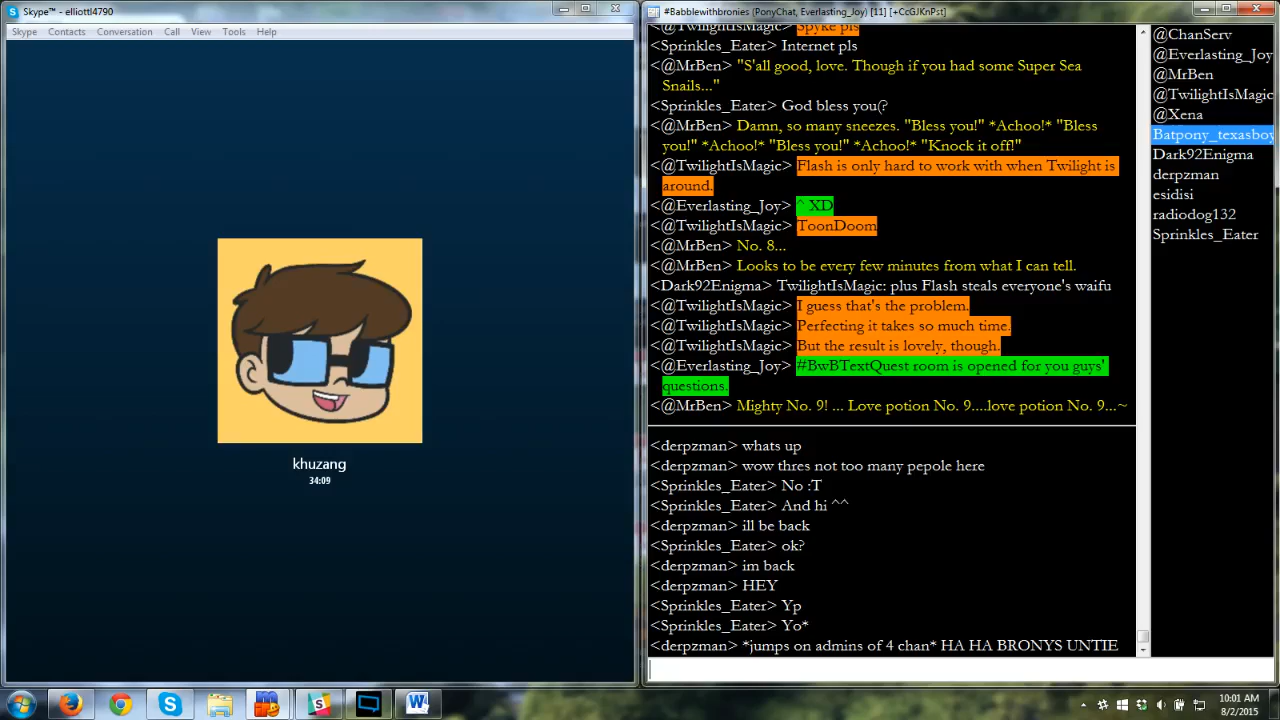 Skype™ - elliottl4790
Skype Contacts Conversation Call View Tools Help
khuzang
34:09
#Babblewithbronies (PonyChat, Everlasting_Joy) [11] [+CcGJKnPst]
<@TwilightIsMagic> Spyke pls
<Sprinkles_Eater> Internet pls
<@MrBen> "S'all good, love. Though if you had some Super Sea
Snails..."
<Sprinkles_Eater> God bless you(?
<@MrBen> Damn, so many sneezes. "Bless you!" *Achoo!* "Bless
you!" *Achoo!* "Bless you!" *Achoo!* "Knock it off!"
<@TwilightIsMagic> Flash is only hard to work with when Twilight is
around.
<@Everlasting_Joy> ^ XD
<@TwilightIsMagic> ToonDoom
<@MrBen> No. 8...
<@MrBen> Looks to be every few minutes from what I can tell.
<Dark92Enigma> TwilightIsMagic: plus Flash steals everyone's waifu
<@TwilightIsMagic> I guess that's the problem.
<@TwilightIsMagic> Perfecting it takes so much time.
<@TwilightIsMagic> But the result is lovely, though.
<@Everlasting_Joy> #BwBTextQuest room is opened for you guys'
questions.
<@MrBen> Mighty No. 9! ... Love potion No. 9....love potion No. 9...~
<derpzman> whats up
<derpzman> wow thres not too many pepole here
<Sprinkles_Eater> No :T
<Sprinkles_Eater> And hi ^^
<derpzman> ill be back
<Sprinkles_Eater> ok?
<derpzman> im back
<derpzman> HEY
<Sprinkles_Eater> Yp
<Sprinkles_Eater> Yo*
<derpzman> *jumps on admins of 4 chan* HA HA BRONYS UNTIE
@ChanServ
@Everlasting_Joy
@MrBen
@TwilightIsMagic
@Xena
Batpony_texasboy
Dark92Enigma
derpzman
esidisi
radiodog132
Sprinkles_Eater
10:01 AM
8/2/2015